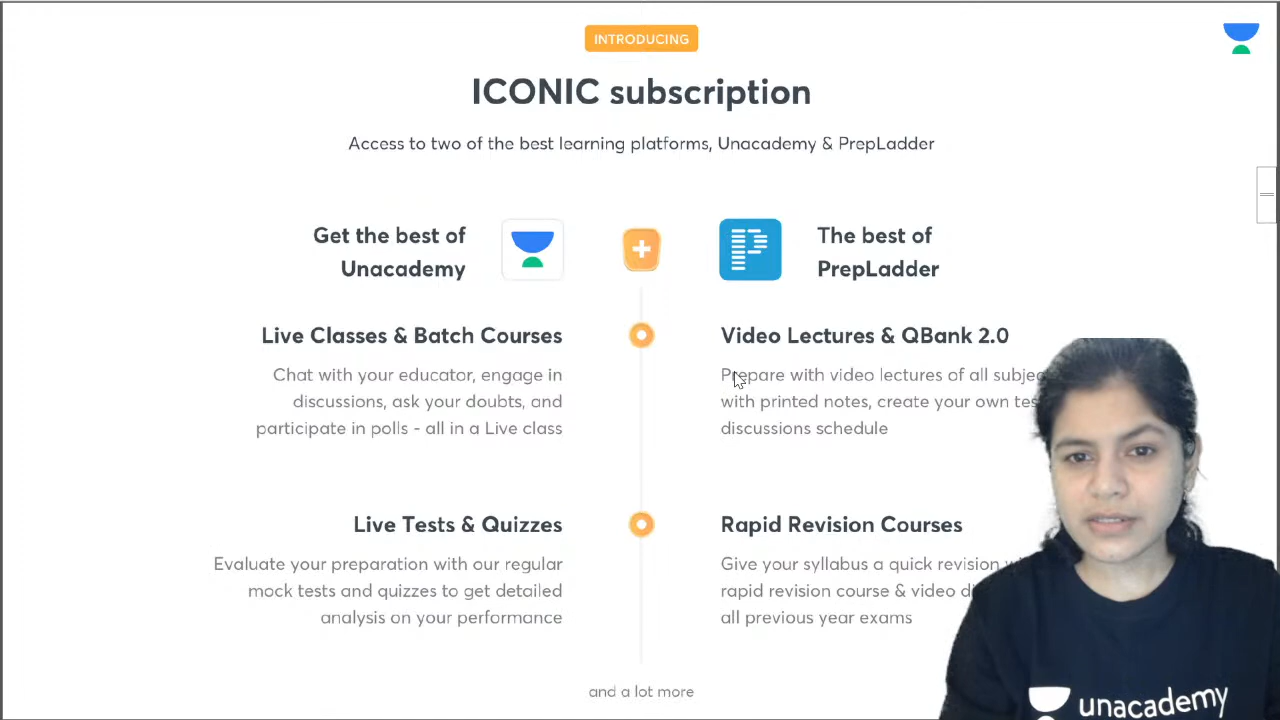 INTRODUCING
ICONIC subscription
Access to two of the best learning platforms, Unacademy & PrepLadder
Get the best of
Unacademy
The best of
PrepLadder
Live Classes & Batch Courses
Chat with your educator, engage in
discussions, ask your doubts, and
participate in polls - all in a Live class
Video Lectures & QBank 2.0
Prepare with video lectures of all
with printed notes, create your own
discussions schedule
Live Tests & Quizzes
Evaluate your preparation with our regular
mock tests and quizzes to get detailed
analysis on your performance
Rapid Revision Courses
Give your syllabus a quick revision
rapid revision course & video
all previous year exams
and a lot more
unacademy